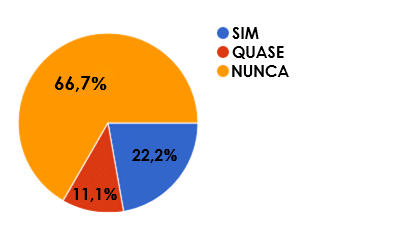 SIM
QUASE
NUNCA
66,7%
22,2%
11,1%